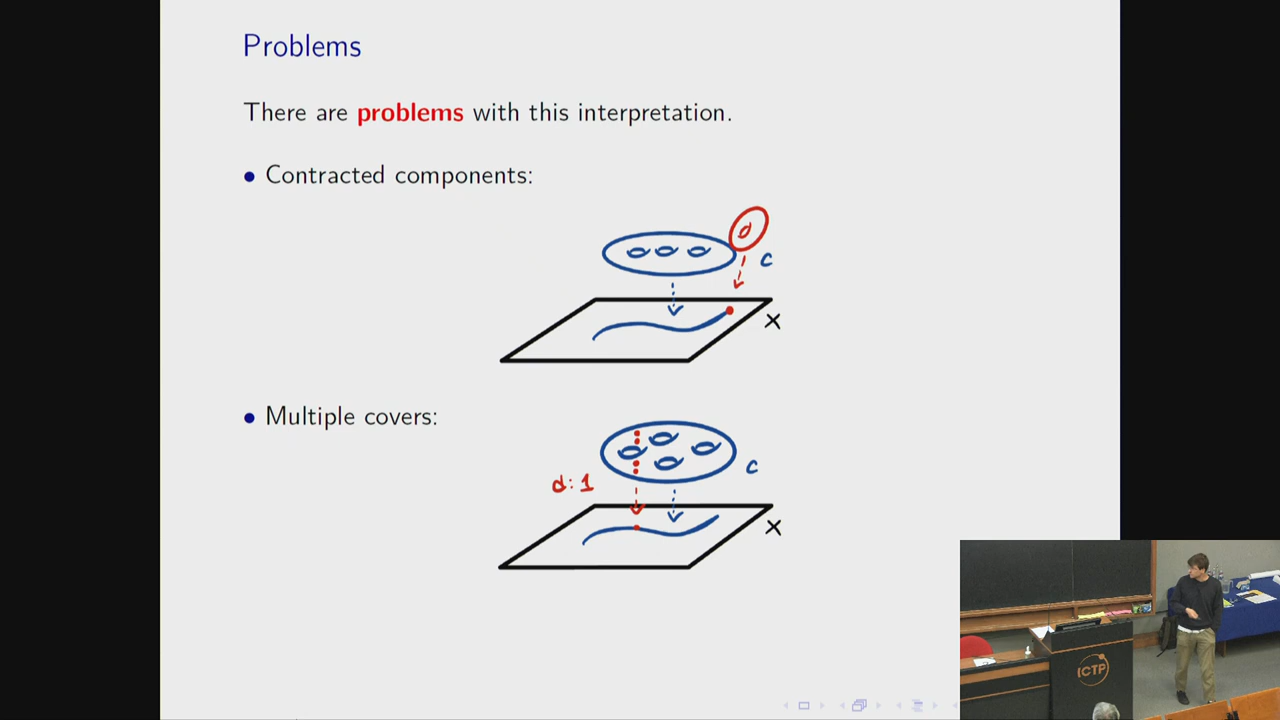 Problems
There are problems with this interpretation.
• Contracted components:
C
X
• Multiple covers:
C
d:1
X
ICTP